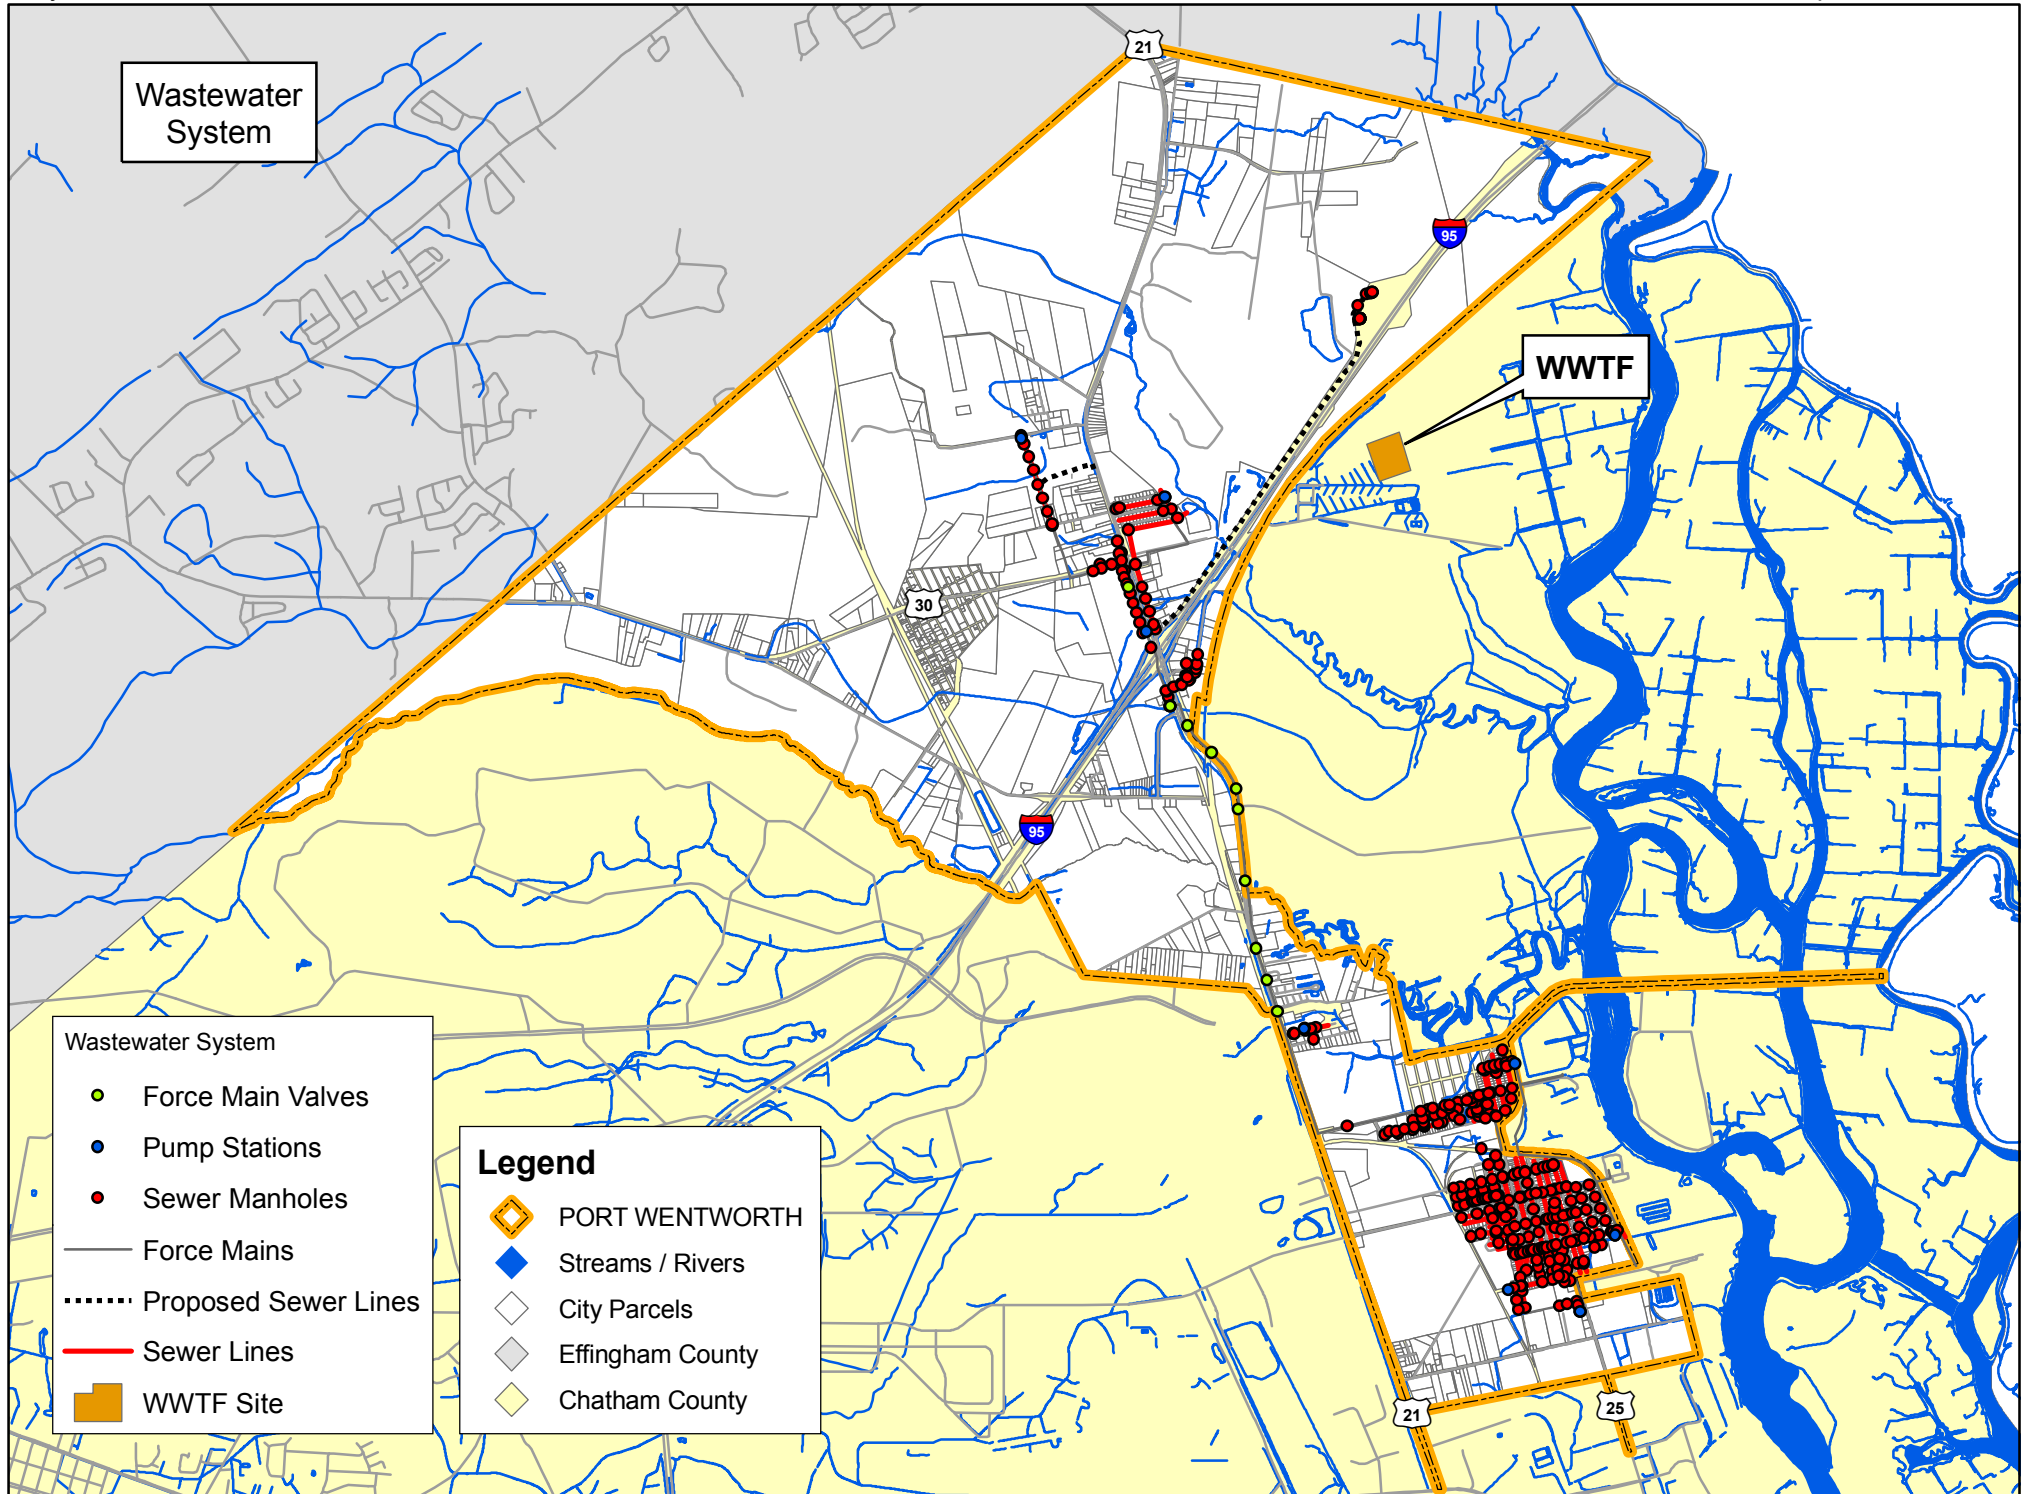 Wastewater
System
21
95
WWTF
30
95
Wastewater System
Force Main Valves
Pump Stations
Sewer Manholes
Force Mains
Proposed Sewer Lines
Sewer Lines
WWTF Site
Legend
PORT WENTWORTH
Streams / Rivers
City Parcels
Effingham County
Chatham County
21
25